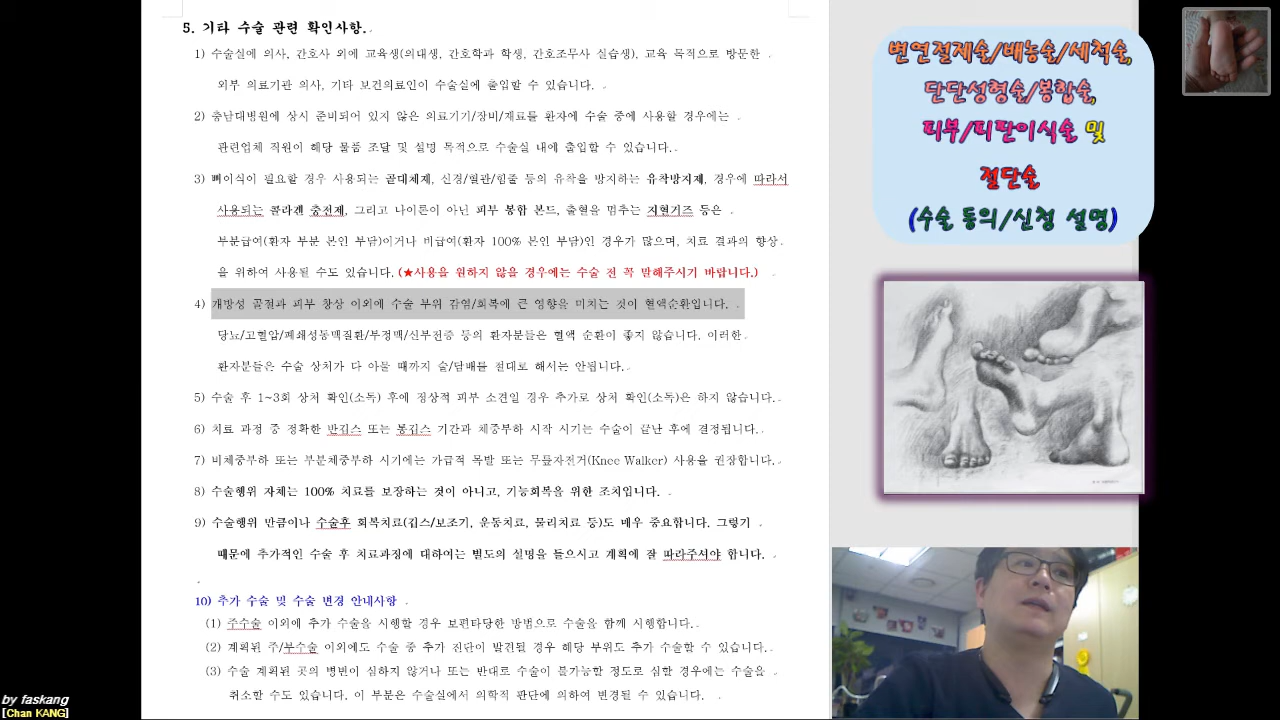 5. 기타 수술 관련 확인사항.
1) 수술실에 의사, 간호사 외에 교육생(의대생, 간호학과 학생, 간호조무사 실습생), 교육 목적으로 방문한
외부 의료기관 의사, 기타 보건의료인이 수술실에 출입할 수 있습니다.
2) 충남대병원에 상시 준비되어 있지 않은 의료기기/장비/재료를 환자에 수술 중에 사용할 경우에는
관련업체 직원이 해당 물품 조달 및 설명 목적으로 수술실 내에 출입할 수 있습니다.
3) 뼈이식이 필요할 때 사용되는 골대체제, 신경/혈관/힘줄 등의 유착을 방지하는 유착방지제, 경우에 따라서
사용되는 콜라겐 충전제, 그리고 나이론이 아닌 피부 봉합 본드, 출혈을 멈추는 지혈거즈 등은
부분급여(환자 부분 본인 부담)이거나 비급여(환자 100% 본인 부담)인 경우가 많으며, 치료 결과의 향상
을 위하여 사용될 수도 있습니다. (★사용을 원하지 않을 경우에는 수술 전 꼭 말해주시기 바랍니다.)
4) 개방성 골절과 피부 창상 이외에 수술 부위 감염/회복에 큰 영향을 미치는 것이 혈액순환입니다.
당뇨/고혈압/폐쇄성동맥질환/부정맥/신부전증 등의 환자분들은 혈액 순환이 좋지 않습니다. 이러한
환자분들은 수술 상처가 다 아물 때까지 술/담배를 절대로 해서는 안됩니다.
5) 수술 후 1~3회 상처 확인(소독) 후에 정상적 피부 소견일 경우 추가로 상처 확인(소독)은 하지 않습니다.
6) 치료 과정 중 정확한 반깁스 또는 통깁스 기간과 체중부하 시작 시기는 수술이 끝난 후에 결정됩니다.
7) 비체중부하 또는 부분체중부하 시기에는 가급적 목발 또는 무릎자전거(Knee Walker) 사용을 권장합니다.
8) 수술행위 자체는 100% 치료를 보장하는 것이 아니고, 기능회복을 위한 조치입니다.
9) 수술행위 만큼이나 수술후 회복치료(깁스/보조기, 운동치료, 물리치료 등)도 매우 중요합니다. 그렇기
때문에 추가적인 수술 후 치료과정에 대하여는 별도의 설명을 들으시고 계획에 잘 따라주셔야 합니다.
10) 추가 수술 및 수술 변경 안내사항
(1) 주수술 이외에 추가 수술을 시행할 경우 보편타당한 방법으로 수술을 함께 시행합니다.
(2) 계획된 주/부수술 이외에도 수술 중 추가 진단이 발견될 경우 해당 부위도 추가 수술할 수 있습니다.
(3) 수술 계획된 곳의 병변이 심하지 않거나 또는 반대로 수술이 불가능할 정도로 심할 경우에는 수술을
취소할 수도 있습니다. 이 부분은 수술실에서 의학적 판단에 의하여 변경될 수 있습니다.
변연절제술/배농술/세척술,
단단성형술/봉합술,
피부/피판이식술 및
절단술
(수술 동의/신청 설명)
by faskang
[Chan KANG]